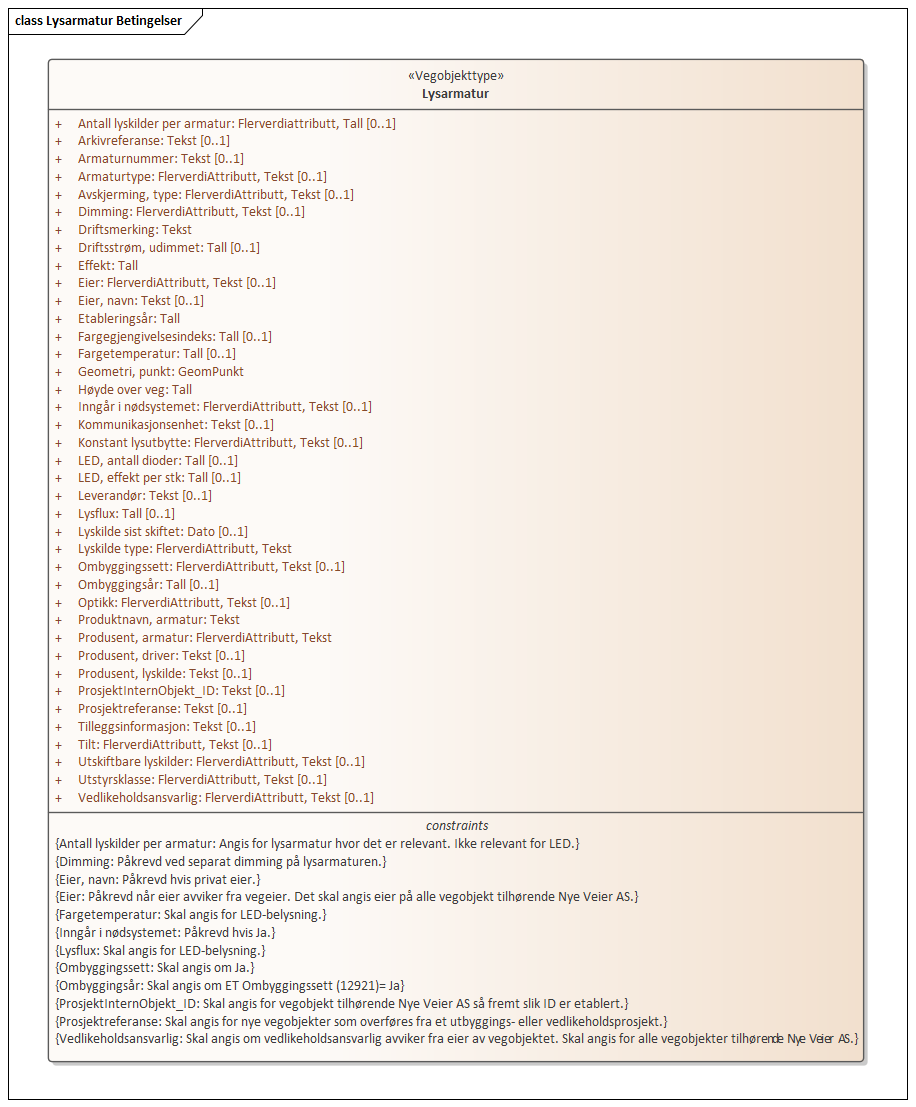 class Lysarmatur Betingelser
«Vegobjekttype»
Lysarmatur
+ Antall lyskilder per armatur: Flerverdiattributt, Tall [0..1]
+ Arkivreferanse: Tekst [0..1]
+ Armaturnummer: Tekst [0..1]
+ Armaturtype: FlerverdiAttributt, Tekst [0..1]
+ Avskjerming, type: FlerverdiAttributt, Tekst [0..1]
+ Dimming: FlerverdiAttributt, Tekst [0..1]
+ Driftsmerking: Tekst
+ Driftsstrøm, udimmet: Tall [0..1]
+ Effekt: Tall
+ Eier: FlerverdiAttributt, Tekst [0..1]
+ Eier, navn: Tekst [0..1]
+ Etableringsår: Tall
+ Fargegjengivelsesindeks: Tall [0..1]
+ Fargetemperatur: Tall [0..1]
+ Geometri, punkt: GeomPunkt
+ Høyde over veg: Tall
+ Inngår i nødsystemet: FlerverdiAttributt, Tekst [0..1]
+ Kommunikasjonsenhet: Tekst [0..1]
+ Konstant lysutbytte: FlerverdiAttributt, Tekst [0..1]
+ LED, antall dioder: Tall [0..1]
+ LED, effekt per stk: Tall [0..1]
+ Leverandør: Tekst [0..1]
+ Lysflux: Tall [0..1]
+ Lyskilde sist skiftet: Dato [0..1]
+ Lyskilde type: FlerverdiAttributt, Tekst
+ Ombyggingssett: FlerverdiAttributt, Tekst [0..1]
+ Ombyggingsår: Tall [0..1]
+ Optikk: FlerverdiAttributt, Tekst [0..1]
+ Produktnavn, armatur: Tekst
+ Produsent, armatur: FlerverdiAttributt, Tekst
+ Produsent, driver: Tekst [0..1]
+ Produsent, lyskilde: Tekst [0..1]
+ ProsjektInternObjekt_ID: Tekst [0..1]
+ Prosjektreferanse: Tekst [0..1]
+ Tilleggsinformasjon: Tekst [0..1]
+ Tilt: FlerverdiAttributt, Tekst [0..1]
+ Utskiftbare lyskilder: FlerverdiAttributt, Tekst [0..1]
+ Utstyrsklasse: FlerverdiAttributt, Tekst [0..1]
+ Vedlikeholdsansvarlig: FlerverdiAttributt, Tekst [0..1]
constraints
{Antall lyskilder per armatur: Angis for lysarmatur hvor det er relevant. Ikke relevant for LED.}
{Dimming: Påkrevd ved separat dimming på lysarmaturen.}
{Eier, navn: Påkrevd hvis privat eier.}
{Eier: Påkrevd når eier avviker fra vegeier. Det skal angis eier på alle vegobjekt tilhørende Nye Veier AS.}
{Fargetemperatur: Skal angis for LED-belysning.}
{Inngår i nødsystemet: Påkrevd hvis Ja.}
{Lysflux: Skal angis for LED-belysning.}
{Ombyggingssett: Skal angis om Ja.}
{Ombyggingsår: Skal angis om ET Ombyggingssett (12921)= Ja}
{ProsjektInternObjekt_ID: Skal angis for vegobjekt tilhørende Nye Veier AS så fremt slik ID er etablert.}
{Prosjektreferanse: Skal angis for nye vegobjekter som overføres fra et utbyggings- eller vedlikeholdsprosjekt.}
{Vedlikeholdsansvarlig: Skal angis om vedlikeholdsansvarlig avviker fra eier av vegobjektet. Skal angis for alle vegobjekter tilhørende Nye Veier AS.}